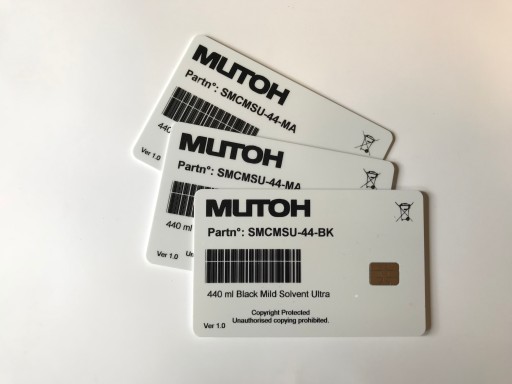 MUTOH
Partn°: SMCMSU-44-MA
440
Ver 1.0
MUTOH
Partn°: SMCMSU-44-MA
440 ml
Ver 1.0
MUTOH
Partn°: SMCMSU-44-BK
440 ml Black Mild Solvent Ultra
Copyright Protected
Unauthorised copying prohibited.
Ver 1.0